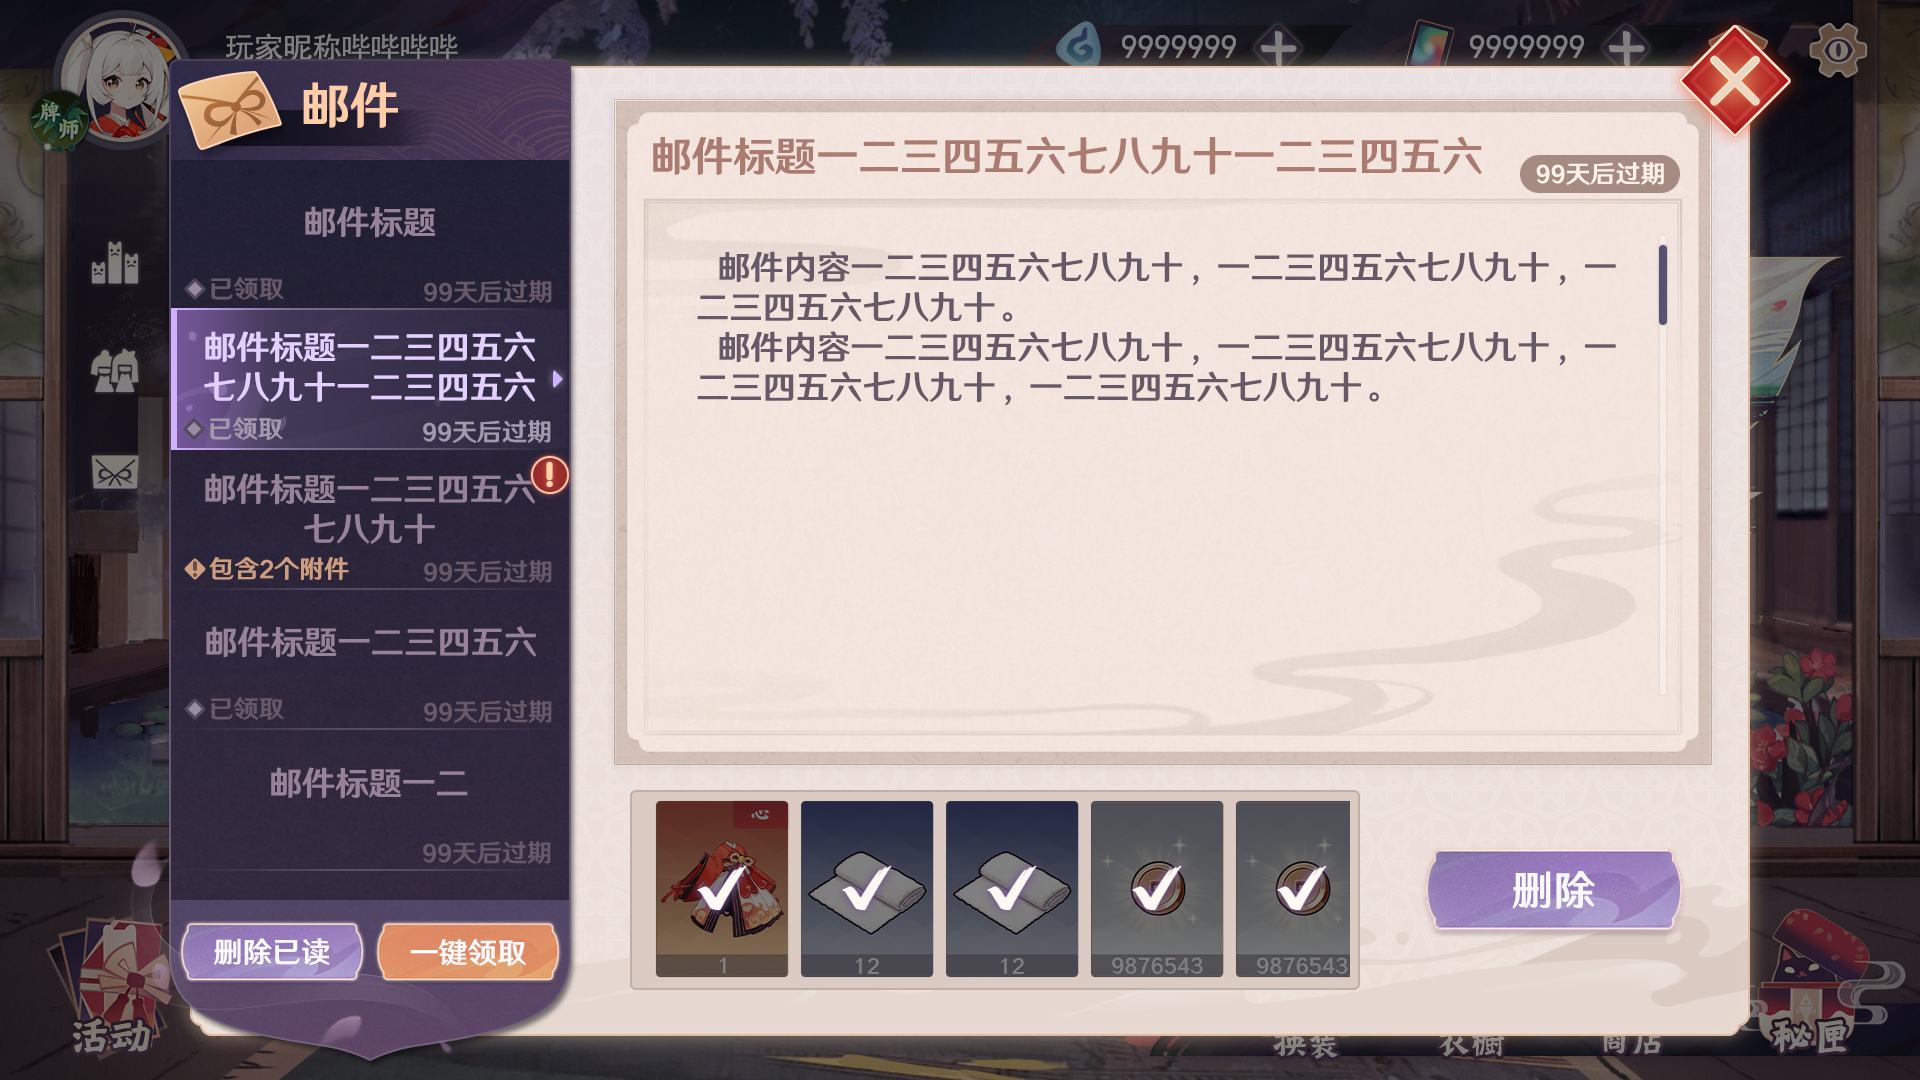 玩家昵称哔哔哔哔
9999999
9999999
牌师
邮件
邮件标题
已领取
99天后过期
邮件标题一二三四五六
七八九十一二三四五六
已领取
99天后过期
邮件标题一二三四五六
七八九十
包含2个附件
99天后过期
邮件标题一二三四五六
已领取
99天后过期
邮件标题一二
99天后过期
删除已读
一键领取
邮件标题一二三四五六七八九十一二三四五六
99天后过期
邮件内容一二三四五六七八九十，一二三四五六七八九十，一
二三四五六七八九十。
邮件内容一二三四五六七八九十，一二三四五六七八九十，一
二三四五六七八九十，一二三四五六七八九十。
心
1
12
12
9876543
9876543
删除
活动
换装
衣橱
商店
秘匣